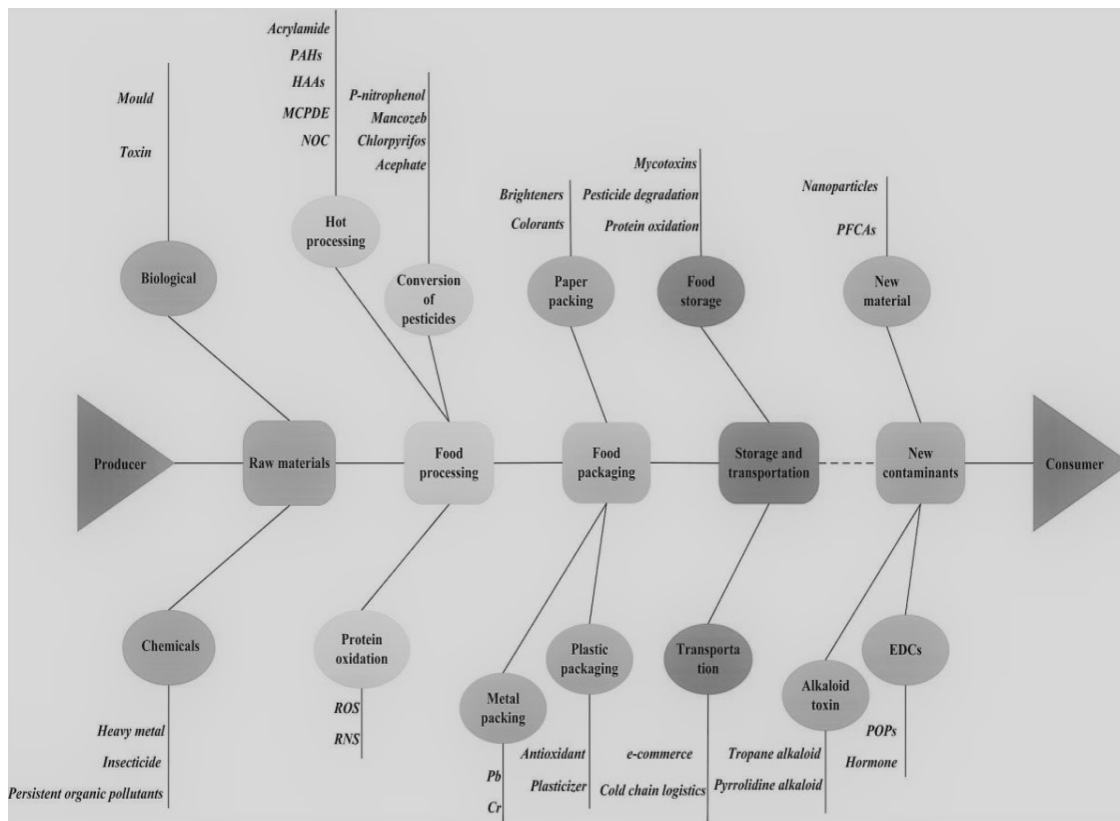 Acrylamide
PAHs
HAAs
MCPDE
NOC
Mould
Toxin
P-nitrophenol
Mancozeb
Chlorpyrifos
Acephate
Brighteners
Colorants
Mycotoxins
Pesticide degradation
Protein oxidation
Nanoparticles
PFCAs
Biological
Hot
processing
Conversion
of
pesticides
Paper
packing
Food
storage
New
material
Producer
Raw materials
Food
processing
Food
packaging
Storage and
transportation
New
contaminants
Consumer
Chemicals
Protein
oxidation
Metal
packing
Plastic
packaging
Transporta
tion
Alkaloid
toxin
EDCs
Heavy metal
Insecticide
Persistent organic pollutants
ROS
RNS
Pb
Cr
Antioxidant
Plasticizer
e-commerce
Cold chain logistics
Tropane alkaloid
Pyrrolidine alkaloid
POPs
Hormone